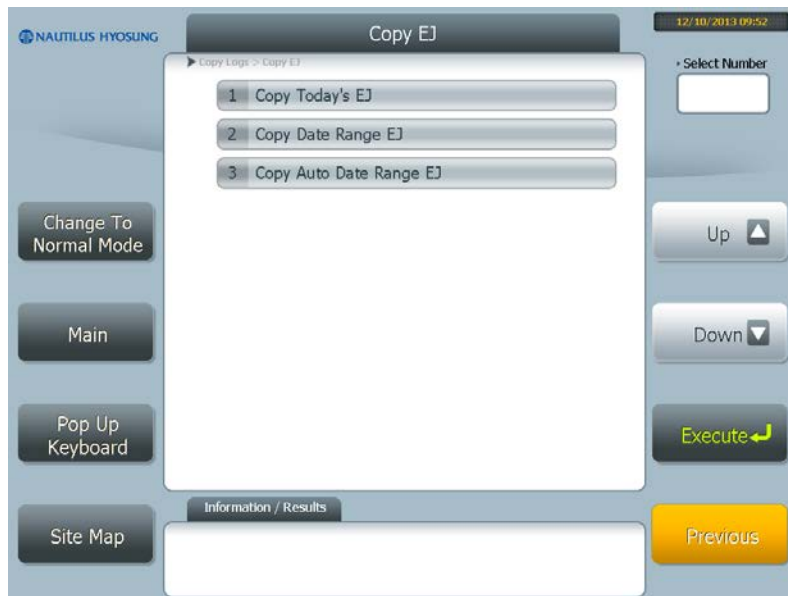 NAUTILUS HYOSUNG
Copy EJ
12/10/2013 09:52
Copy Logs > Copy EJ
Select Number
1 Copy Today's EJ
2 Copy Date Range EJ
3 Copy Auto Date Range EJ
Change To
Normal Mode
Up
Main
Down
Pop Up
Keyboard
Execute
Information / Results
Site Map
Previous